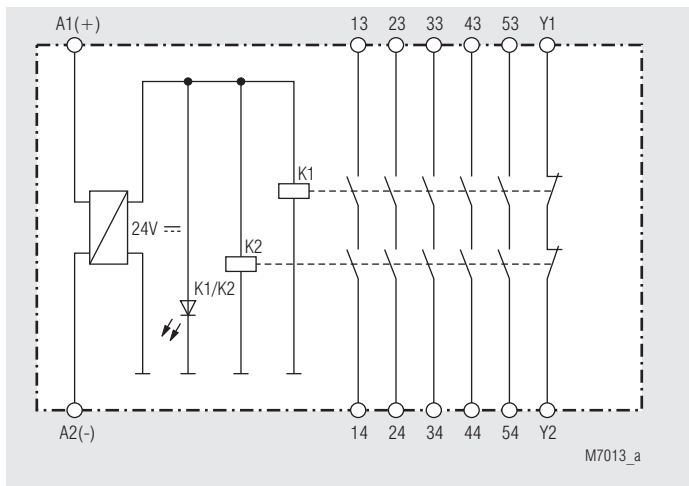 A1(+) 13 23 33 43 53 Y1
K1
24V
K2
K1/K2
A2(-) 14 24 34 44 54 Y2
M7013_a